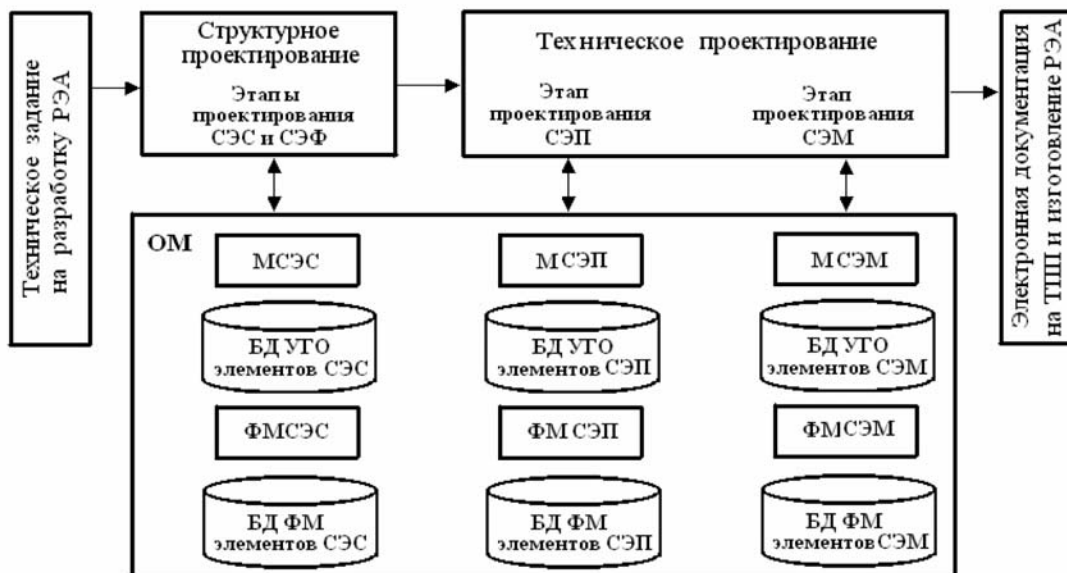 Техническое задание
на разработку РЭА
Структурное
проектирование
Этапы
проектирования
СЭС и СЭФ
Техническое проектирование
Этап
проектирования
СЭП
Этап
проектирования
СЭМ
Электронная документация
на ТПП и изготовление РЭА
ОМ
МСЭС
МСЭП
МСЭМ
БД УГО
элементов СЭС
БД УГО
элементов СЭП
БД УГО
элементов СЭМ
ФМСЭС
ФМСЭП
ФМСЭМ
БД ФМ
элементов СЭС
БД ФМ
элементов СЭП
БД ФМ
элементов СЭМ